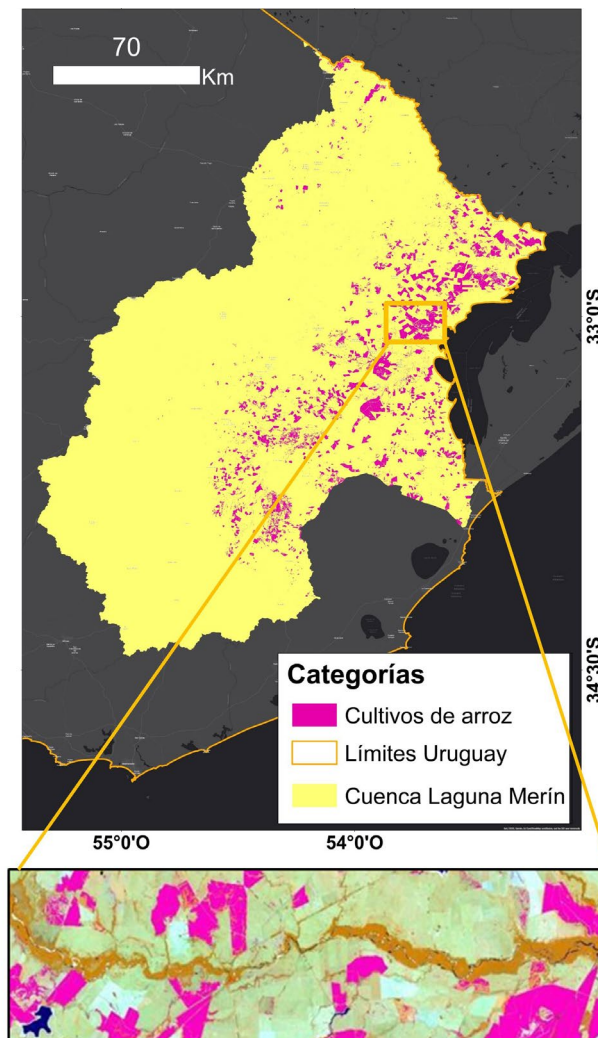 70
Km
33°0'S
Categorías
Cultivos de arroz
Límites Uruguay
Cuenca Laguna Merín
34°30'S
55°0'O
54°0'O